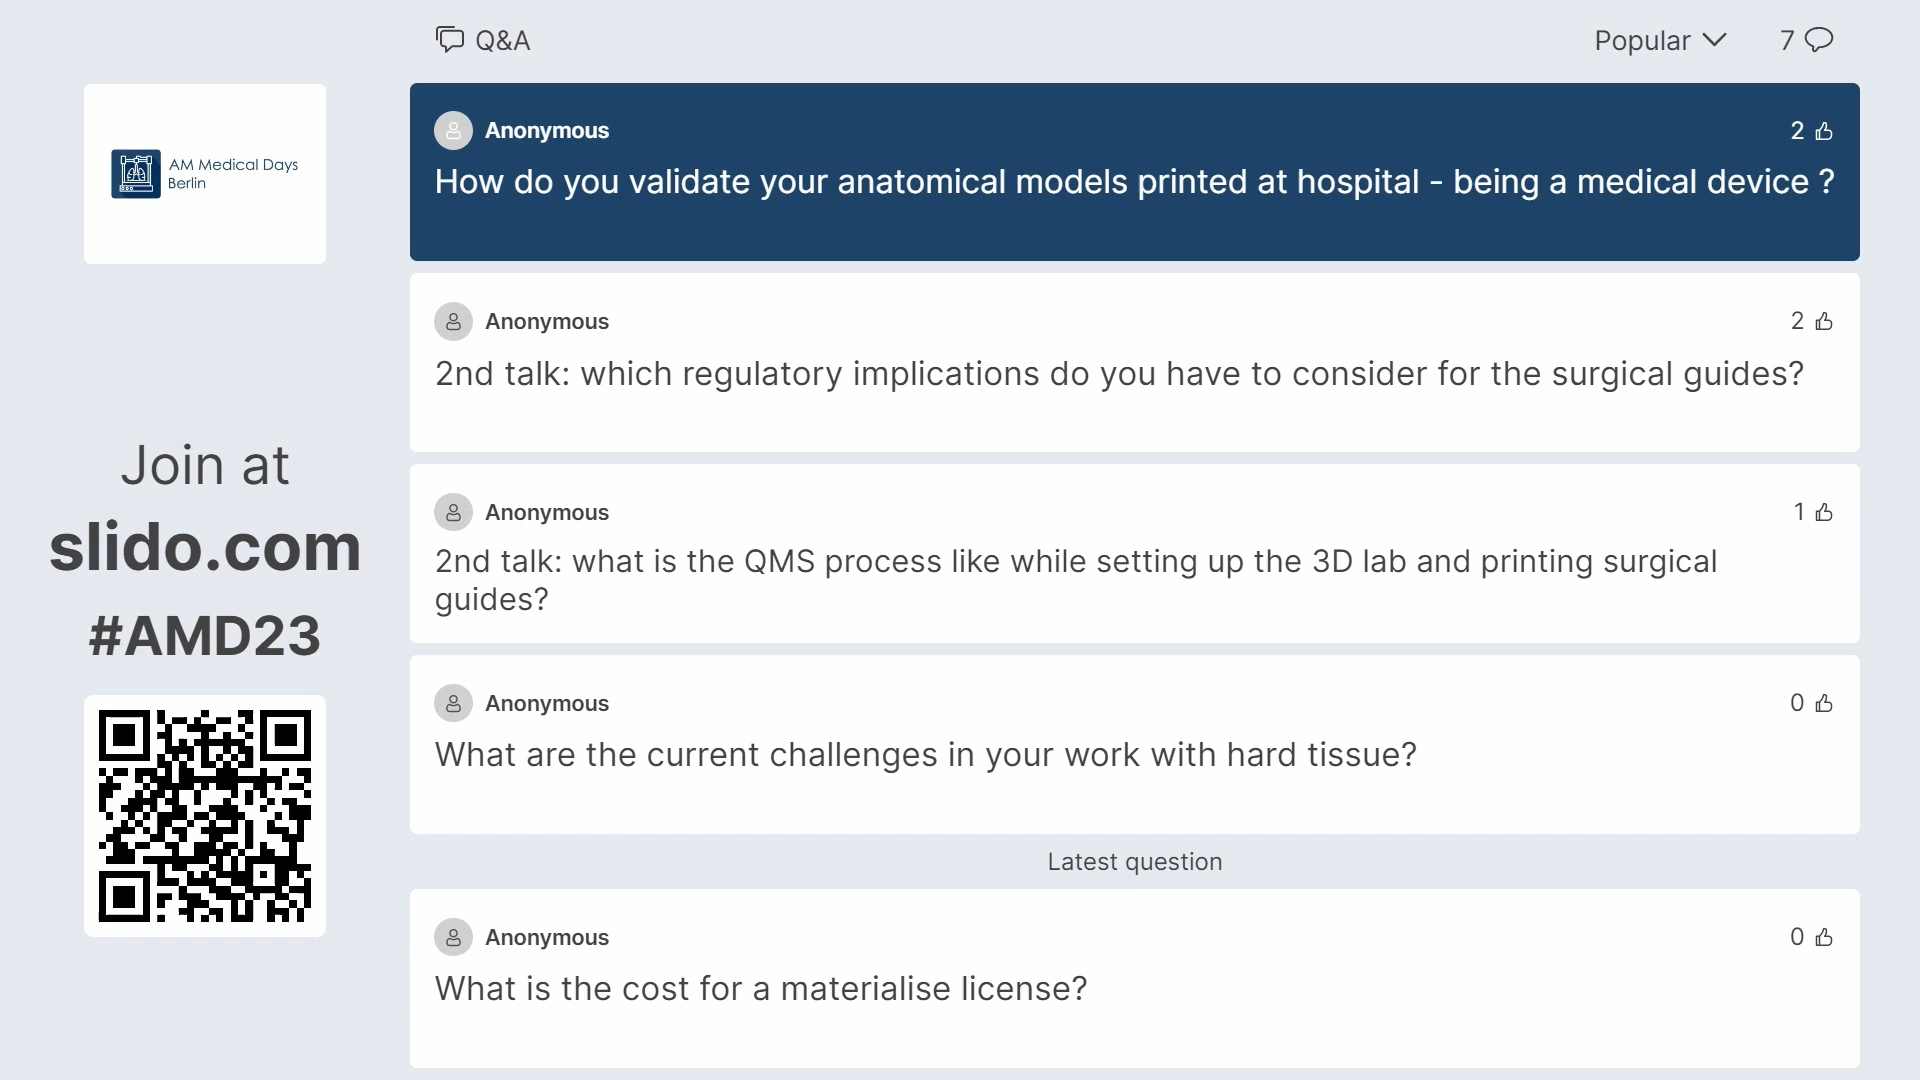 Q&A
Popular
7
AM Medical Days
Berlin
Join at
slido.com
#AMD23
Anonymous
2
How do you validate your anatomical models printed at hospital - being a medical device ?
Anonymous
2
2nd talk: which regulatory implications do you have to consider for the surgical guides?
Anonymous
1
2nd talk: what is the QMS process like while setting up the 3D lab and printing surgical
guides?
Anonymous
0
What are the current challenges in your work with hard tissue?
Latest question
Anonymous
0
What is the cost for a materialise license?